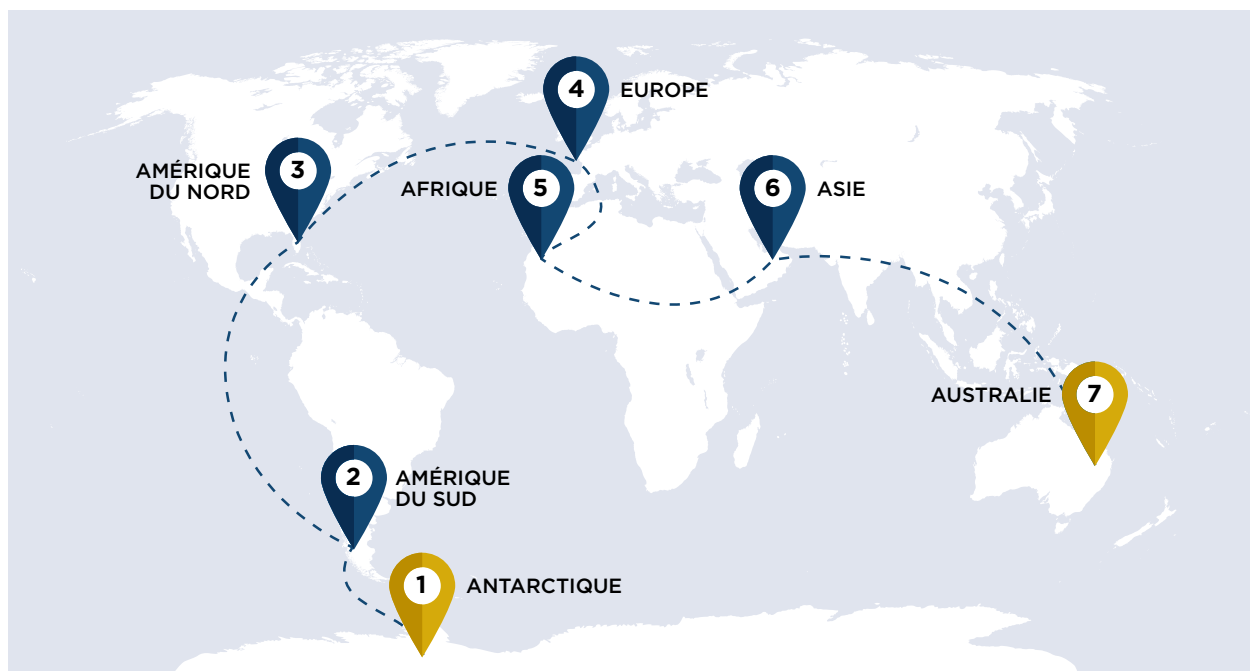 4
EUROPE
3
AMÉRIQUE
DU NORD
AFRIQUE
5
6
ASIE
AUSTRALIE
7
2
AMÉRIQUE
DU SUD
1
ANTARCTIQUE